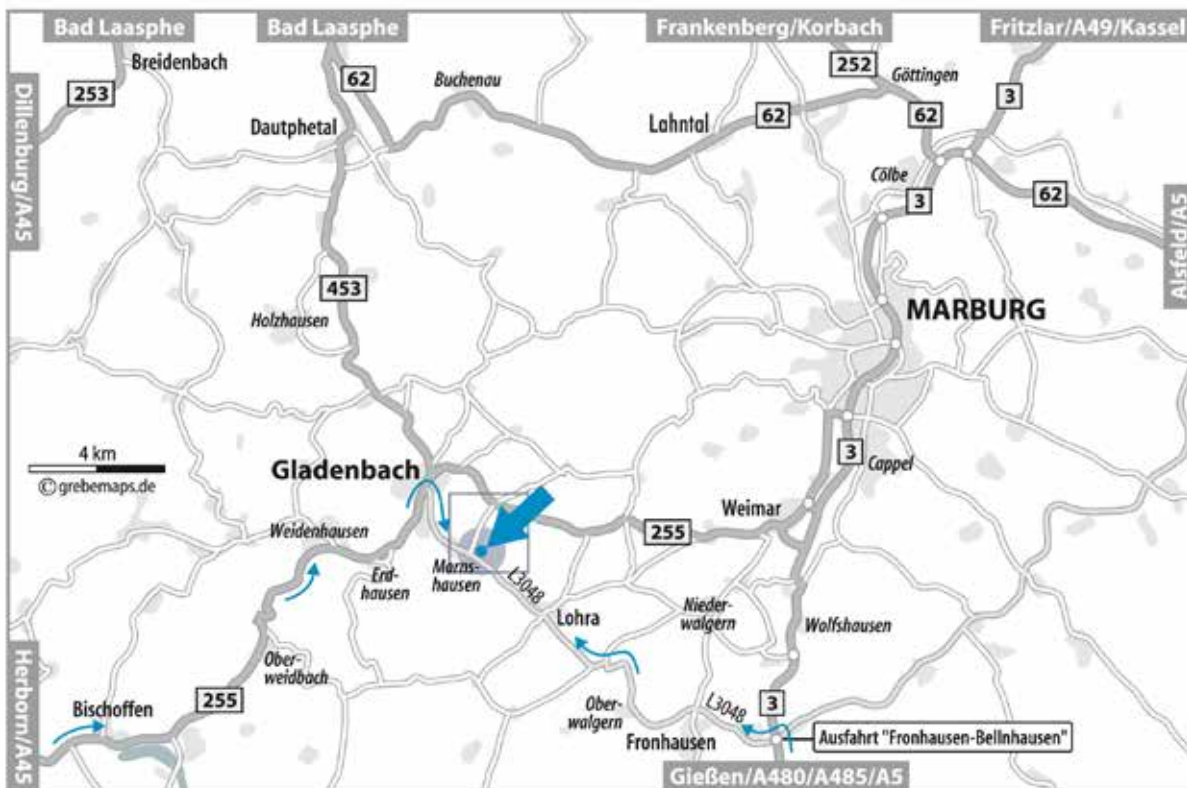 Bad Laasphe
Bad Laasphe
Frankenberg/Korbach
Fritzlar/A49/Kassel
Breidenbach
62
252
Göttingen
253
Buchenau
3
Dillenburg/A45
Dautphetal
Lahntal
62
62
Cölbe
3
62
Alsfeld/A5
453
Holzhausen
MARBURG
4 km
© grebemaps.de
Gladenbach
3
Cappel
Weidenhausen
Weimar
255
Erd-
hausen
Morns-
hausen
L3048
Lohra
Nieder-
walgern
Wolfshausen
Ober-
weidbach
Herborn/A45
Bischoffen
255
Ober-
walgern
L3048
3
Fronhausen
Ausfahrt "Fronhausen-Bellnhausen"
Gießen/A480/A485/A5